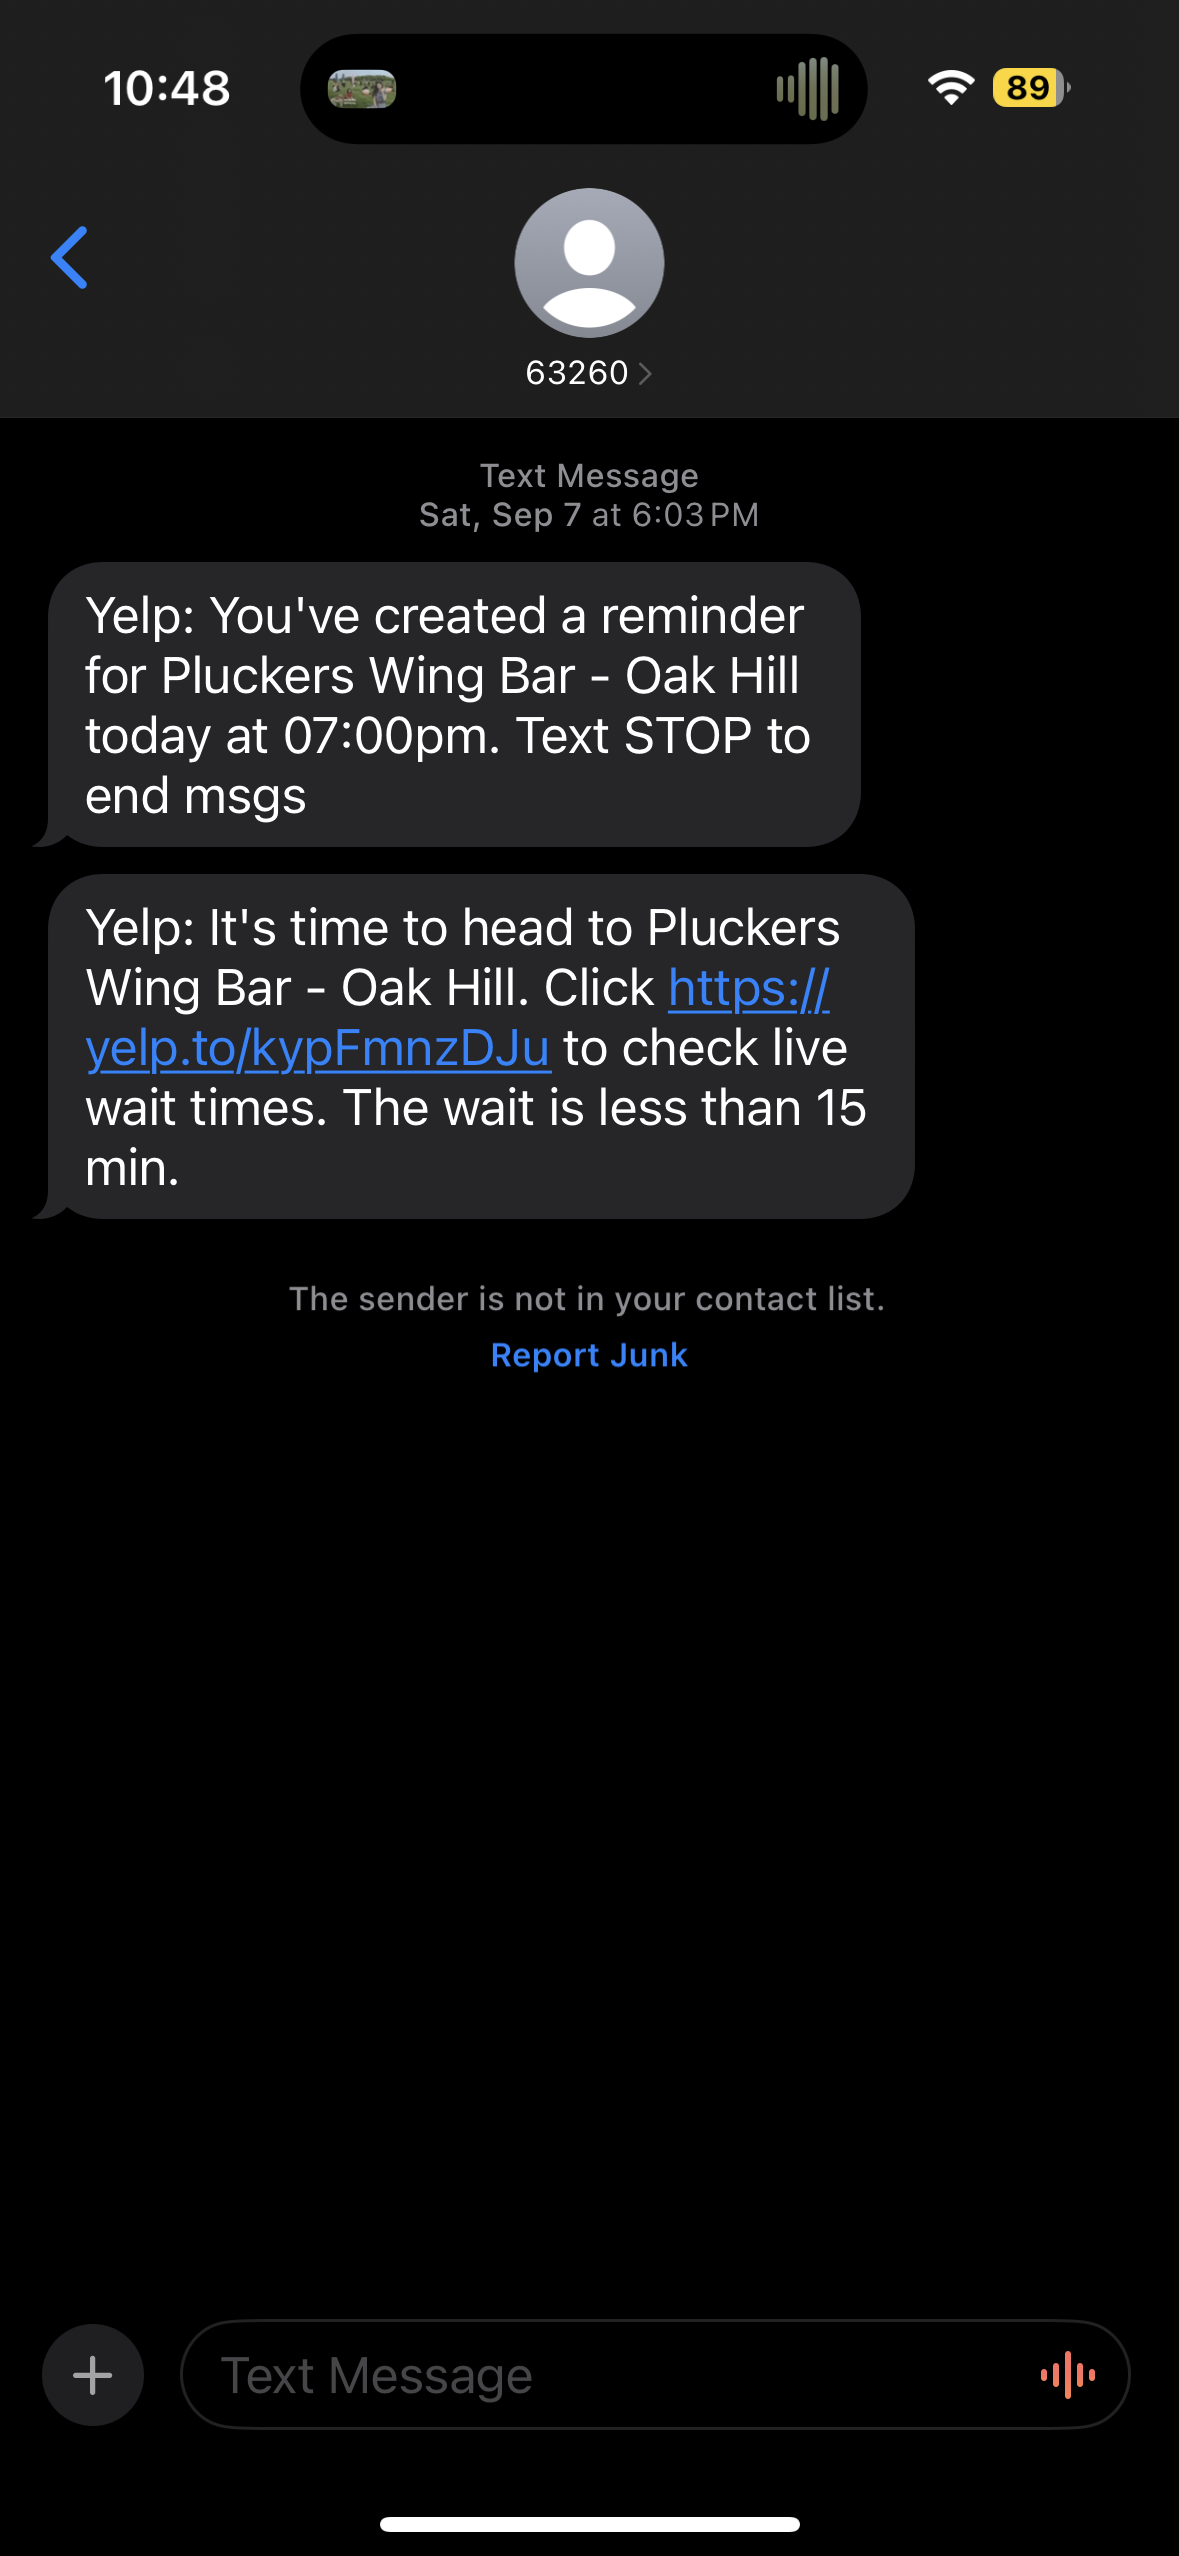 10:48
89
63260
Text Message
Sat, Sep 7 at 6:03 PM
Yelp: You've created a reminder
for Pluckers Wing Bar - Oak Hill
today at 07:00pm. Text STOP to
end msgs
Yelp: It's time to head to Pluckers
Wing Bar - Oak Hill. Click https://
yelp.to/kypFmnzDJu to check live
wait times. The wait is less than 15
min.
The sender is not in your contact list.
Report Junk
Text Message